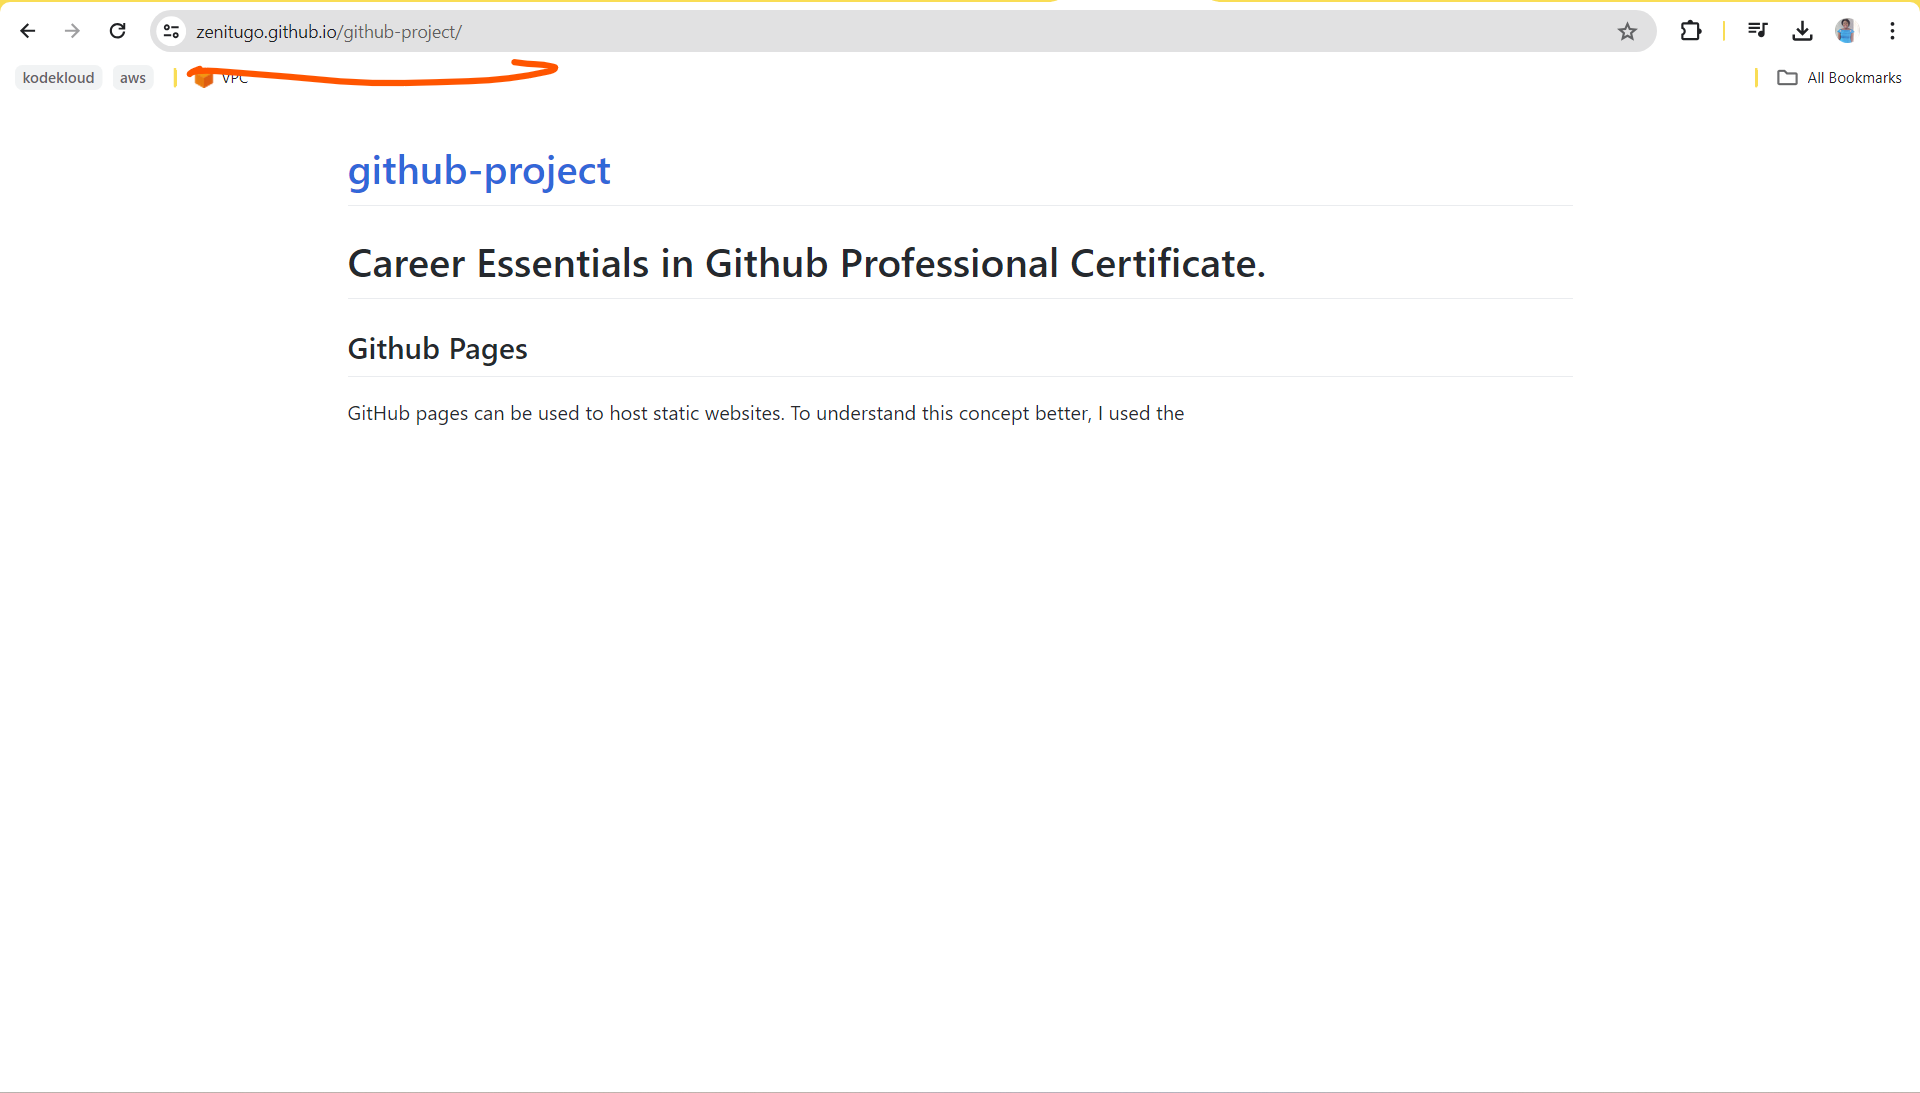 zenitugo.github.io/github-project/
kodekloud aws VPC All Bookmarks
github-project
Career Essentials in Github Professional Certificate.
Github Pages
GitHub pages can be used to host static websites. To understand this concept better, I used the